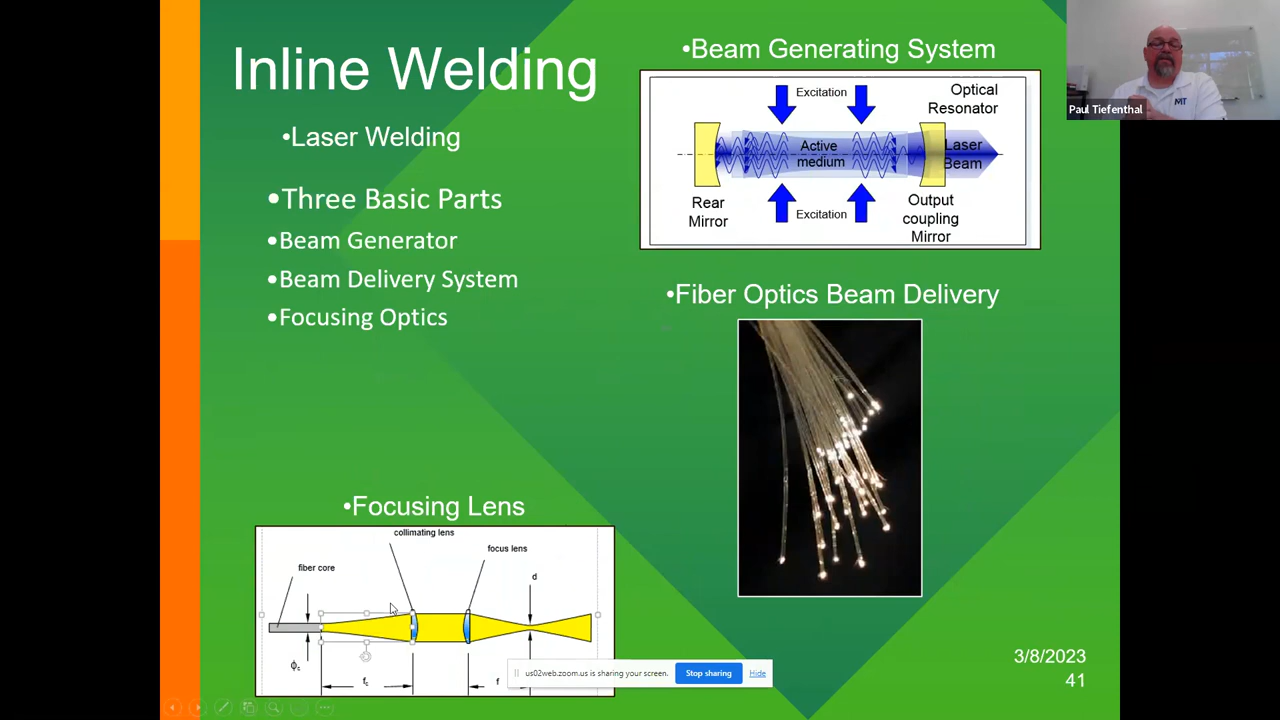 Inline Welding
•Laser Welding
•Three Basic Parts
•Beam Generator
•Beam Delivery System
•Focusing Optics
•Beam Generating System
Excitation
Optical
Resonator
Active
medium
Laser
Beam
Rear
Mirror
Excitation
Output
coupling
Mirror
•Fiber Optics Beam Delivery
•Focusing Lens
collimating lens
focus lens
fiber core
d
ϕc
fc
f
us02web.zoom.us is sharing your screen.
Stop sharing
Hide
3/8/2023
41
MT
Paul Tiefenthal